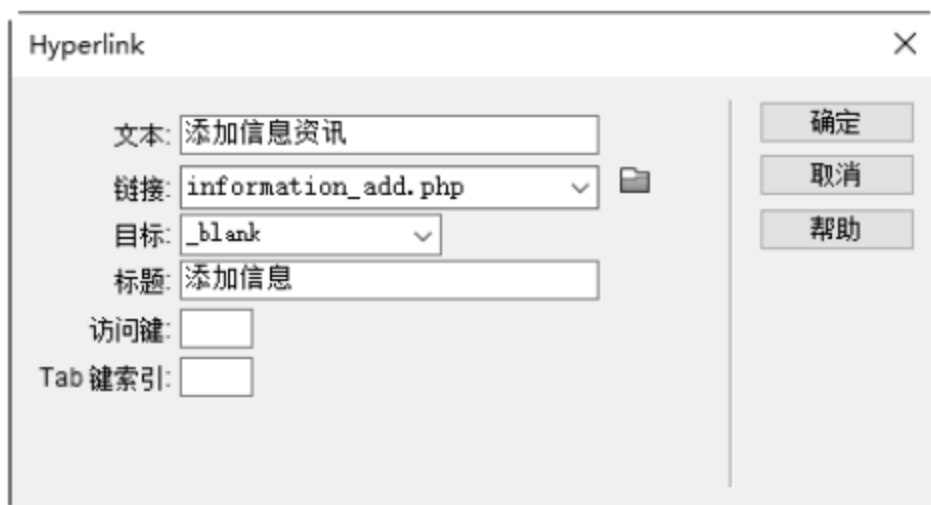 Hyperlink
文本: 添加信息资讯
确定
链接: information_add.php
取消
目标: _blank
帮助
标题: 添加信息
访问键:
Tab 键索引: